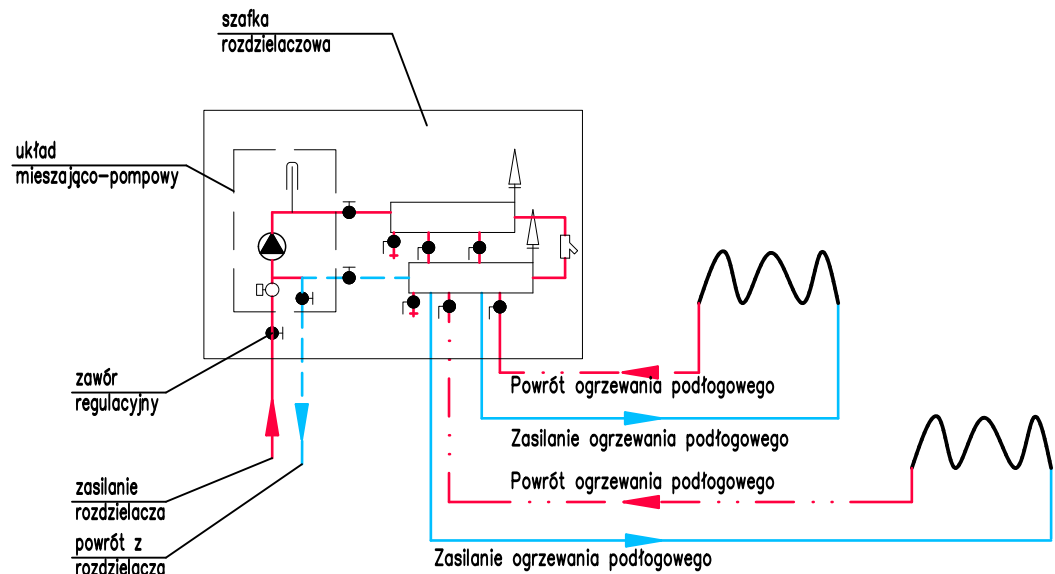 szafka
rozdzielaczowa
układ
mieszająco-pompowy
zawór
regulacyjny
Powrót ogrzewania podłogowego
Zasilanie ogrzewania podłogowego
zasilanie
rozdzielacza
Powrót ogrzewania podłogowego
powrót z
rozdzielacza
Zasilanie ogrzewania podłogowego